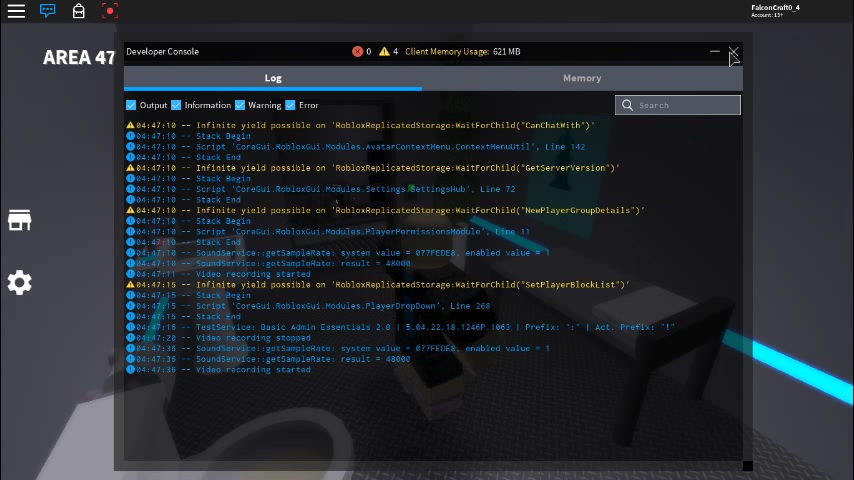 FalconCraft0_4
Account: 13+
AREA 47
Developer Console
0
4
Client Memory Usage: 621 MB
Log
Memory
Output
Information
Warning
Error
Search
04:47:10 -- Infinite yield possible on 'RobloxReplicatedStorage:WaitForChild("CanChatWith")'
04:47:10 -- Stack Begin
04:47:10 -- Script 'CoreGui.RobloxGui.Modules.AvatarContextMenu.ContextMenuUtil', Line 142
04:47:10 -- Stack End
04:47:10 -- Infinite yield possible on 'RobloxReplicatedStorage:WaitForChild("GetServerVersion")'
04:47:10 -- Stack Begin
04:47:10 -- Script 'CoreGui.RobloxGui.Modules.Settings.SettingsHub', Line 72
04:47:10 -- Stack End
04:47:10 -- Infinite yield possible on 'RobloxReplicatedStorage:WaitForChild("NewPlayerGroupDetails")'
04:47:10 -- Stack Begin
04:47:10 -- Script 'CoreGui.RobloxGui.Modules.PlayerPermissionsModule', Line 11
04:47:10 -- Stack End
04:47:10 -- SoundService::getSampleRate: system value = 077FEDE8, enabled value = 1
04:47:10 -- SoundService::getSampleRate: result = 48000
04:47:11 -- Video recording started
04:47:15 -- Infinite yield possible on 'RobloxReplicatedStorage:WaitForChild("SetPlayerBlockList")'
04:47:15 -- Stack Begin
04:47:15 -- Script 'CoreGui.RobloxGui.Modules.PlayerDropDown', Line 268
04:47:15 -- Stack End
04:47:16 -- TestService: Basic Admin Essentials 2.0 | 5.04.22.18.1246P.1063 | Prefix: ":" | Act. Prefix: "!"
04:47:20 -- Video recording stopped
04:47:36 -- SoundService::getSampleRate: system value = 077FEDE8, enabled value = 1
04:47:36 -- SoundService::getSampleRate: result = 48000
04:47:36 -- Video recording started